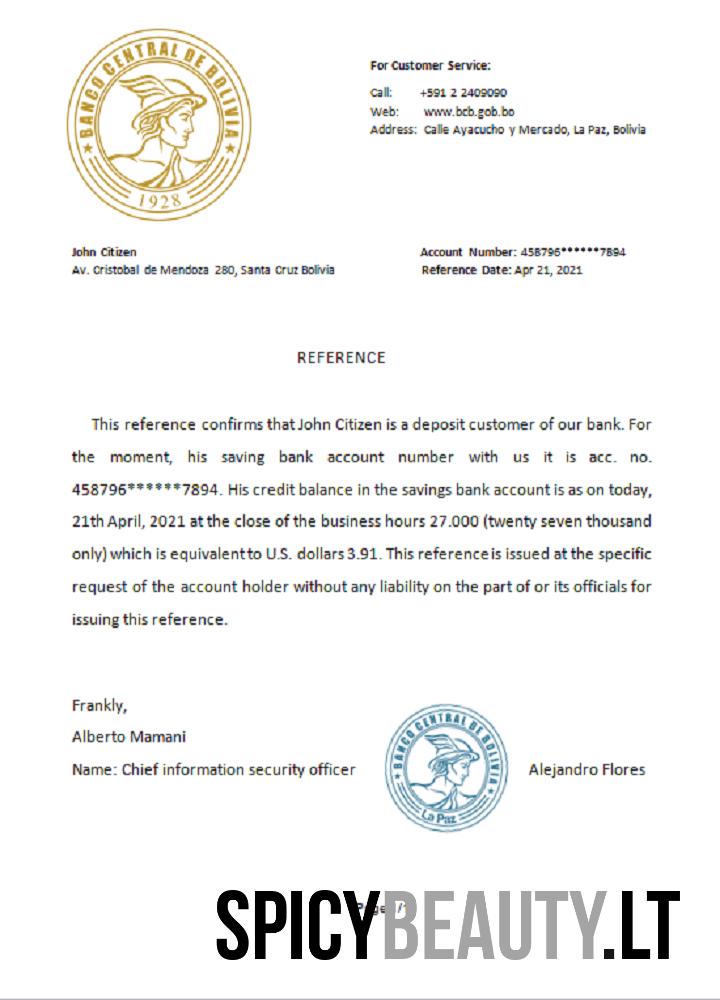 BANCO CENTRAL DE BOLIVIA
1928
For Customer Service:
Call: +591 2 2409090
Web: www.bcb.gob.bo
Address: Calle Ayacucho y Mercado, La Paz, Bolivia
John Citizen
Av. Cristobal de Mendoza 280, Santa Cruz Bolivia
Account Number: 458796******7894
Reference Date: Apr 21, 2021
REFERENCE
This reference confirms that John Citizen is a deposit customer of our bank. For
the moment, his saving bank account number with us it is acc. no.
458796******7894. His credit balance in the savings bank account is as on today,
21th April, 2021 at the close of the business hours 27.000 (twenty seven thousand
only) which is equivalent to U.S. dollars 3.91. This reference is issued at the specific
request of the account holder without any liability on the part of or its officials for
issuing this reference.
Frankly,
Alberto Mamani
Name: Chief information security officer
BANCO CENTRAL DE BOLIVIA
La Paz
Alejandro Flores
SPICYBEAUTY.LT